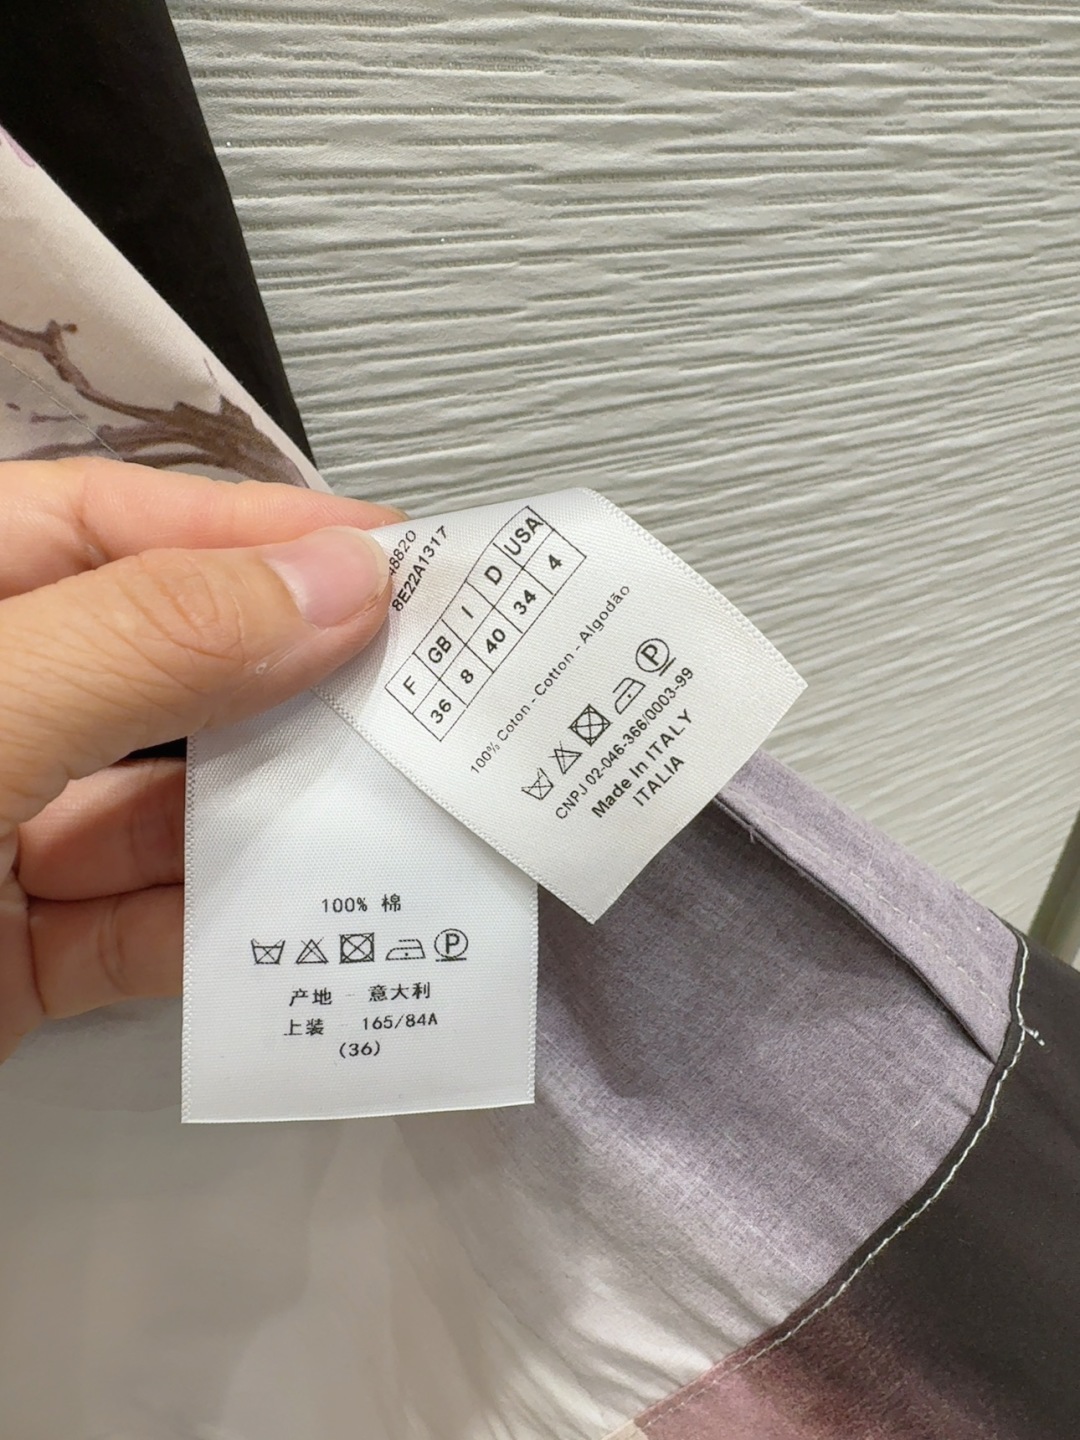 48820
8E22A1317
F GB I D USA
36 8 40 34 4
100% Coton - Cotton - Algodão
P
CNPJ 02-046-366/0003-99
Made In ITALY
ITALIA
100% 棉
P
产地 - 意大利
上装 - 165/84A
(36)